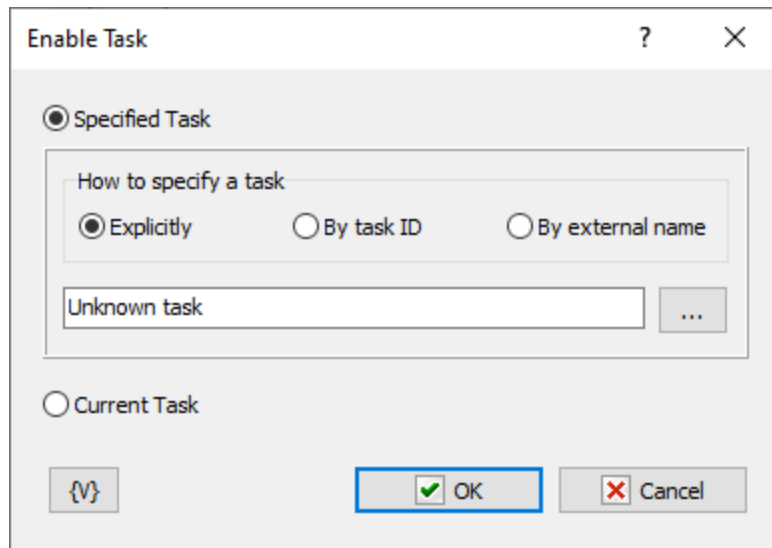 Enable Task ?
Specified Task
How to specify a task
Explicitly By task ID By external name
Unknown task ...
Current Task
{V} OK Cancel